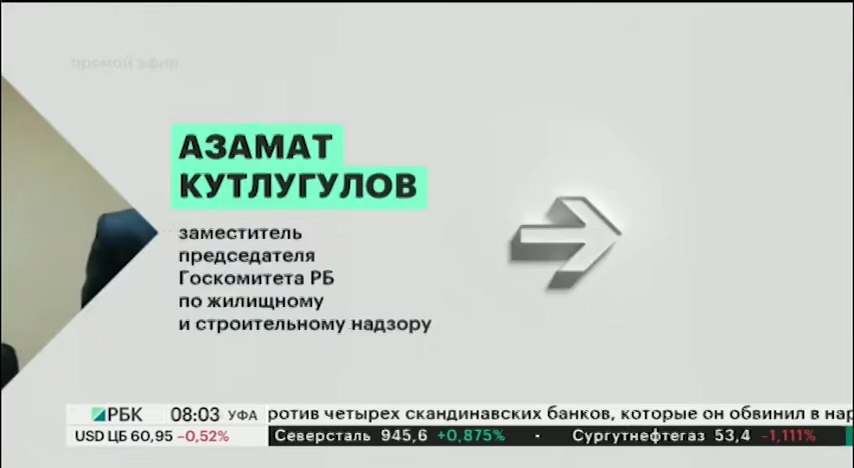 прямой эфир
АЗАМАТ
КУТЛУГУЛОВ
заместитель
председателя
Госкомитета РБ
по жилищному
и строительному надзору
РБК 08:03 УФА ротив четырех скандинавских банков, которые он обвинил в нар
USD ЦБ 60,95 -0,52% Северсталь 945,6 +0,875% · Сургутнефтегаз 53,4 -1,111%